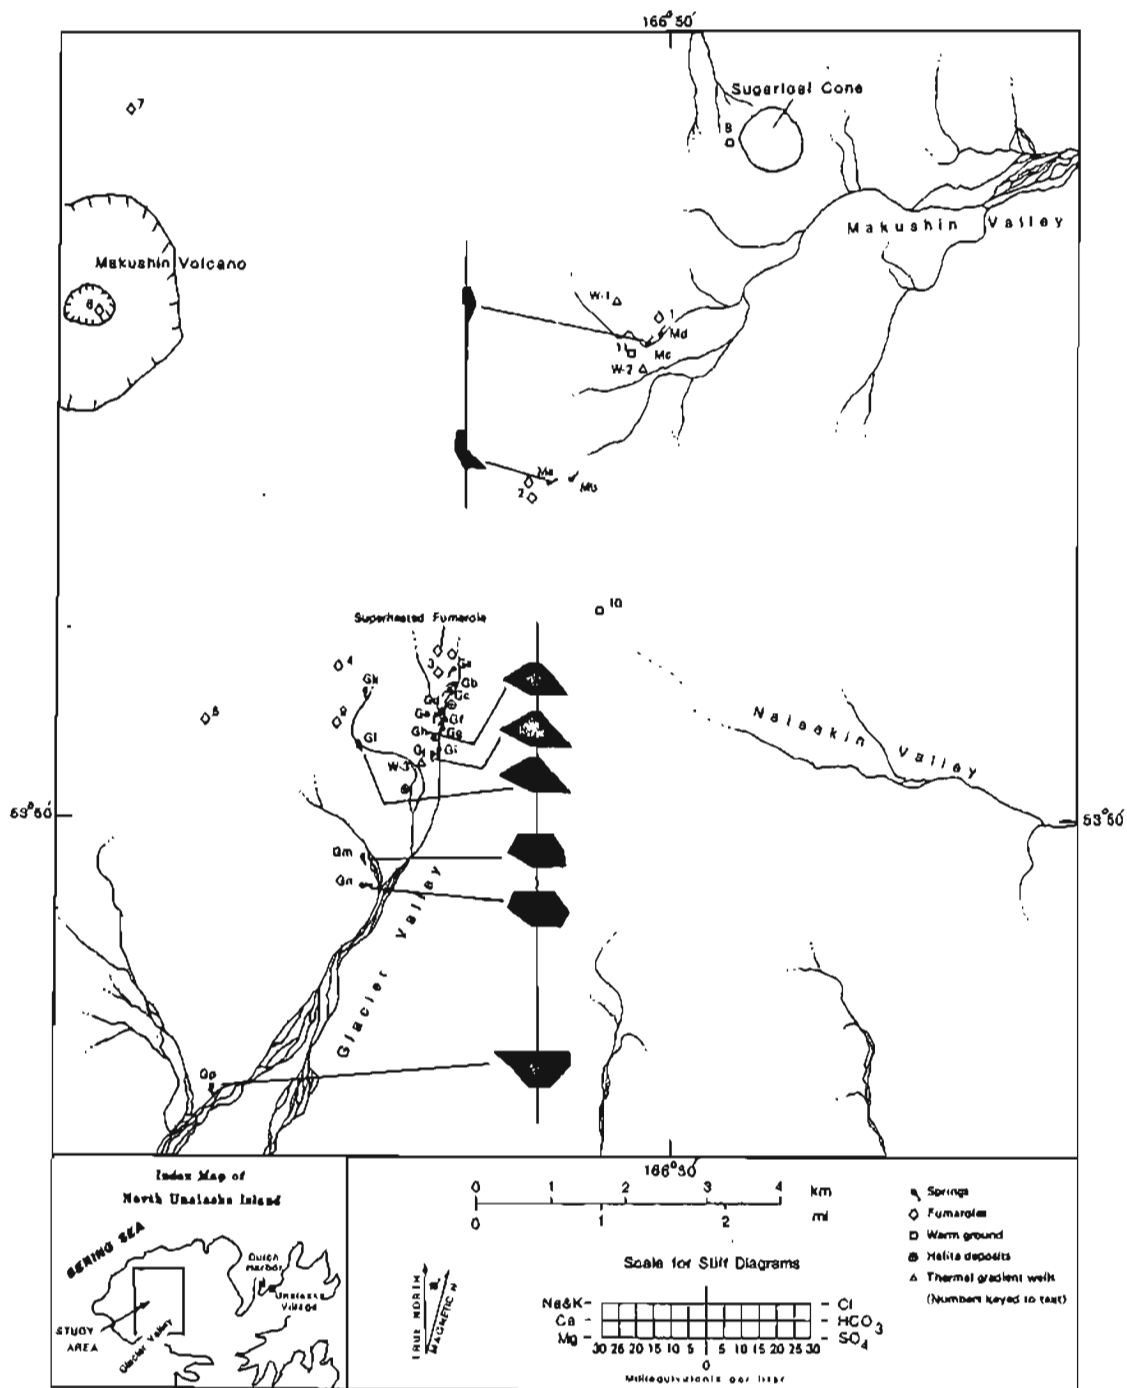 166°50'
7
Sugarloaf Cone
8
Makushin Valley
Makushin Volcano
6
W-1
1
Md
11
Mc
W-2
Ma
Mb
2
10
Superheated Fumarole
4
3
Ga
Gk
Gb
Gc
Gd
5
9
Ge
Gf
Gh
Gg
Gl
Gj
Gi
W-3
Nateekin Valley
53°50'
53°50'
Gm
Gn
Glacier Valley
Gp
166°50'
Index Map of
North Unalaska Island
BERING SEA
Dutch
Harbor
Unalaska
Village
STUDY
AREA
Glacier Valley
0 1 2 3 4 km
0 1 2 mi
TRUE NORTH
MAGNETIC N
Scale for Stiff Diagrams
Na&K Cl
Ca HCO3
Mg SO4
30 25 20 15 10 5 5 10 15 20 25 30
0
Milliequivalents per liter
Springs
Fumaroles
Warm ground
Halite deposits
Thermal gradient wells
(Numbers keyed to text)